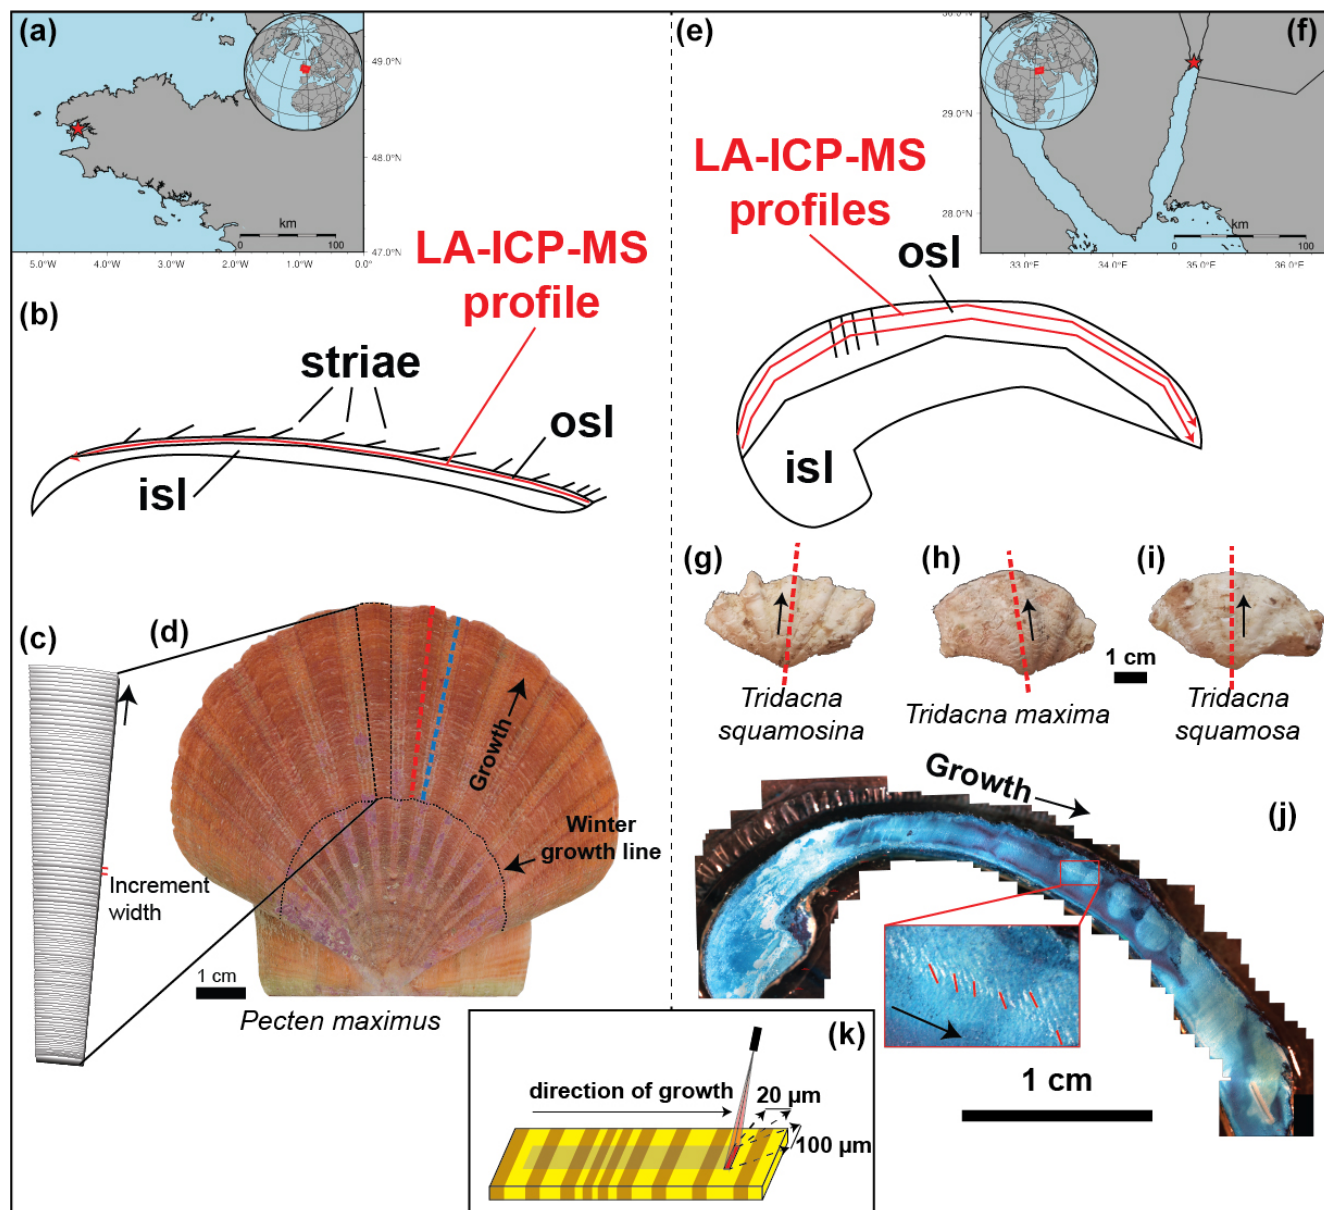 (a)
49.0°N
48.0°N
47.0°N
km
0
100
5.0°W
4.0°W
3.0°W
2.0°W
1.0°W
0.0°
LA-ICP-MS
profile
(b)
striae
osl
isl
(c)
Increment
width
(d)
Growth
Winter
growth line
1 cm
Pecten maximus
(e)
(f)
30.0°N
29.0°N
28.0°N
km
0
100
33.0°E
34.0°E
35.0°E
36.0°E
LA-ICP-MS
profiles
osl
isl
(g)
(h)
(i)
1 cm
Tridacna
squamosina
Tridacna maxima
Tridacna
squamosa
Growth
(j)
1 cm
(k)
direction of growth
20 µm
100 µm